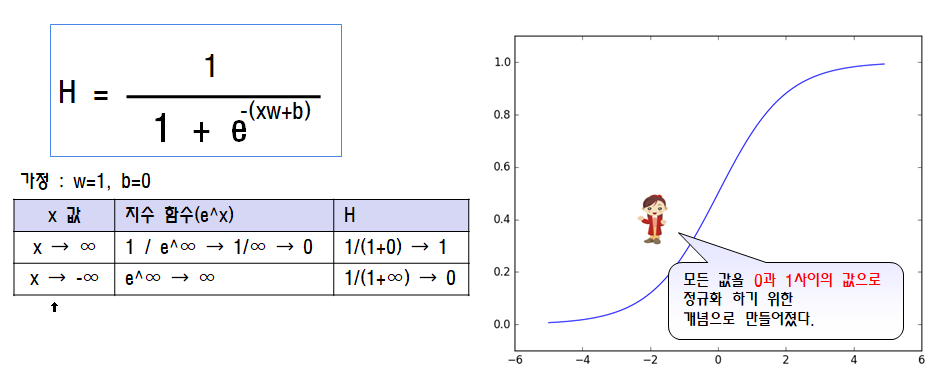 H = 1 / 1 + e^-(xw+b)
가정 : w=1, b=0
x 값 지수 함수(e^x) H
x → ∞ 1 / e^∞ → 1/∞ → 0 1/(1+0) → 1
x → -∞ e^∞ → ∞ 1/(1+∞) → 0
1.0
0.8
0.6
0.4
0.2
0.0
−6 −4 −2 0 2 4 6
모든 값을 0과 1사이의 값으로
정규화 하기 위한
개념으로 만들어졌다.